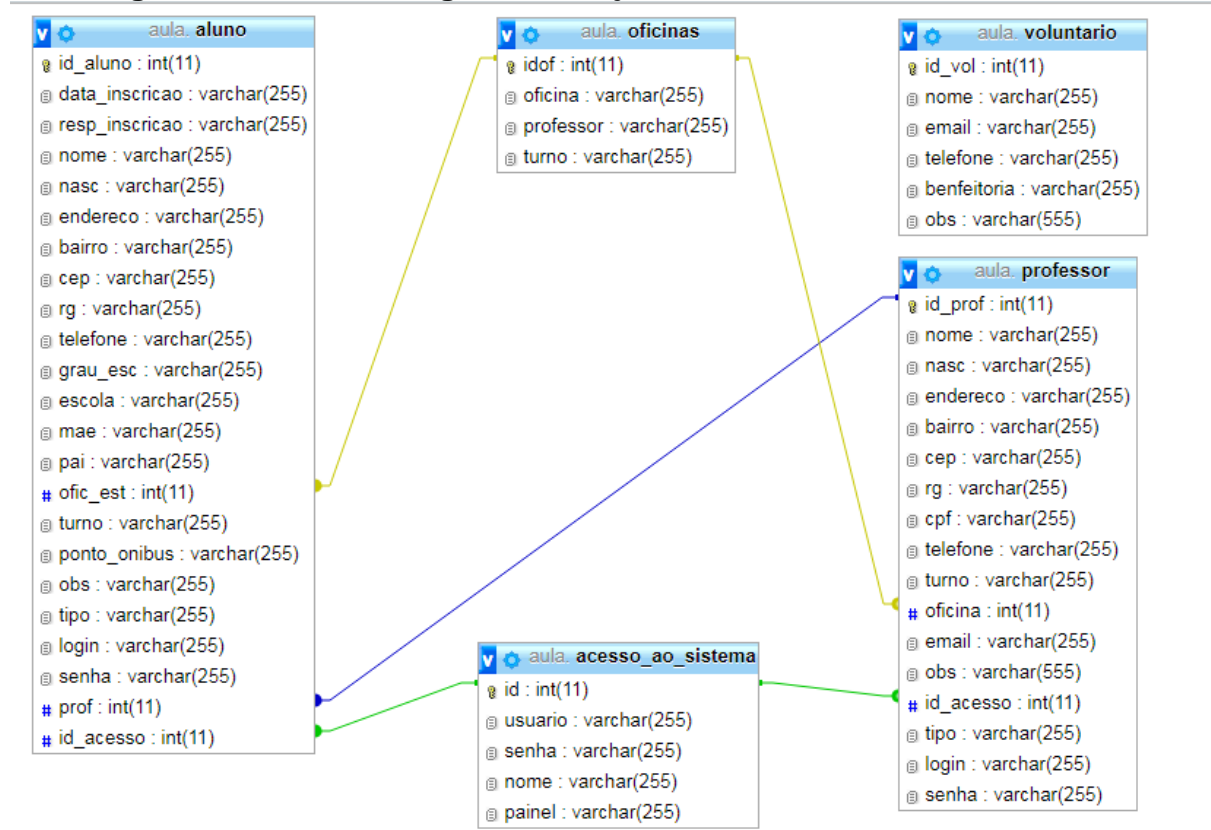 aula. aluno
id_aluno : int(11)
data_inscricao : varchar(255)
resp_inscricao : varchar(255)
nome : varchar(255)
nasc : varchar(255)
endereco : varchar(255)
bairro : varchar(255)
cep : varchar(255)
rg : varchar(255)
telefone : varchar(255)
grau_esc : varchar(255)
escola : varchar(255)
mae : varchar(255)
pai : varchar(255)
# ofic_est : int(11)
turno : varchar(255)
ponto_onibus : varchar(255)
obs : varchar(255)
tipo : varchar(255)
login : varchar(255)
senha : varchar(255)
# prof : int(11)
# id_acesso : int(11)
aula. oficinas
idof : int(11)
oficina : varchar(255)
professor : varchar(255)
turno : varchar(255)
aula. voluntario
id_vol : int(11)
nome : varchar(255)
email : varchar(255)
telefone : varchar(255)
benfeitoria : varchar(255)
obs : varchar(555)
aula. professor
id_prof : int(11)
nome : varchar(255)
nasc : varchar(255)
endereco : varchar(255)
bairro : varchar(255)
cep : varchar(255)
rg : varchar(255)
cpf : varchar(255)
telefone : varchar(255)
turno : varchar(255)
# oficina : int(11)
email : varchar(255)
obs : varchar(555)
# id_acesso : int(11)
tipo : varchar(255)
login : varchar(255)
senha : varchar(255)
aula. acesso_ao_sistema
id : int(11)
usuario : varchar(255)
senha : varchar(255)
nome : varchar(255)
painel : varchar(255)